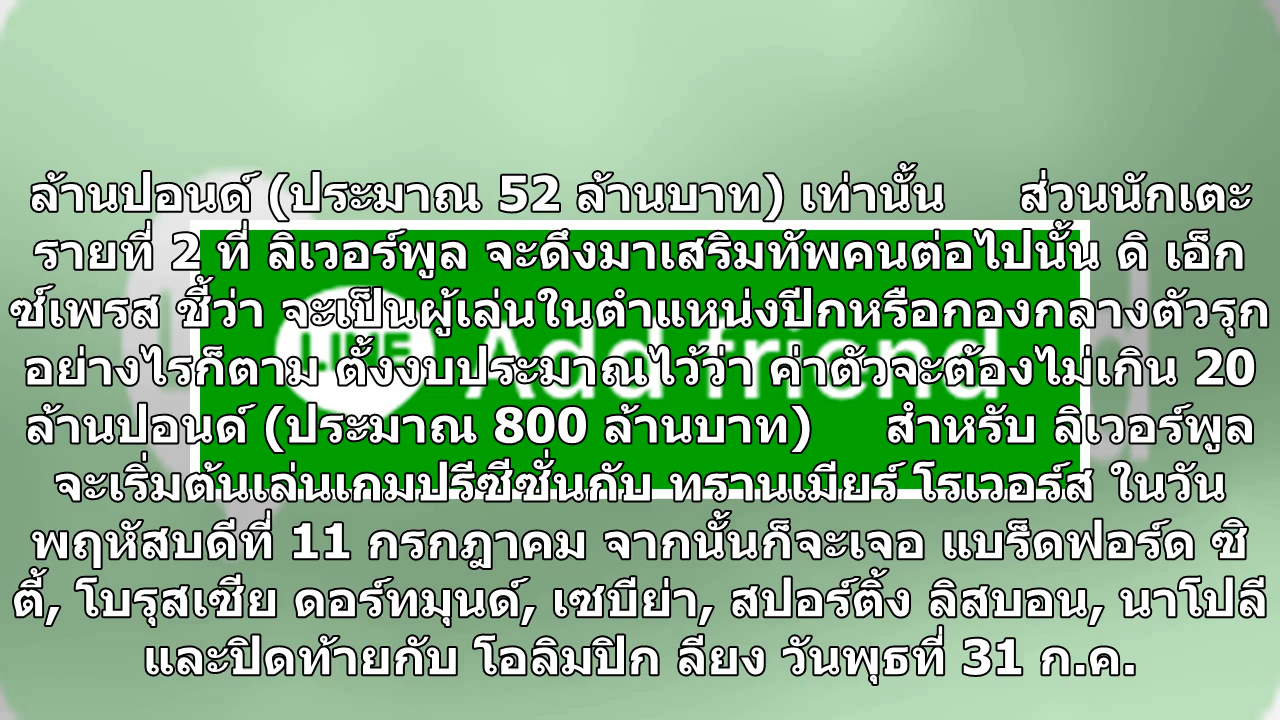 ล้านปอนด์ (ประมาณ 52 ล้านบาท) เท่านั้น ส่วนนักเตะ
รายที่ 2 ที่ ลิเวอร์พูล จะดึงมาเสริมทัพคนต่อไปนั้น ดิ เอ็ก
ซ์เพรส ชี้ว่า จะเป็นผู้เล่นในตำแหน่งปีกหรือกองกลางตัวรุก
อย่างไรก็ตาม ตั้งงบประมาณไว้ว่า ค่าตัวจะต้องไม่เกิน 20
ล้านปอนด์ (ประมาณ 800 ล้านบาท) สำหรับ ลิเวอร์พูล
จะเริ่มต้นเล่นเกมปรีซีซั่นกับ ทรานเมียร์ โรเวอร์ส ในวัน
พฤหัสบดีที่ 11 กรกฎาคม จากนั้นก็จะเจอ แบร็ดฟอร์ด ซิ
ตี้, โบรุสเซีย ดอร์ทมุนด์, เซบีย่า, สปอร์ติ้ง ลิสบอน, นาโปลี
และปิดท้ายกับ โอลิมปิก ลียง วันพุธที่ 31 ก.ค.
LINE Add friend